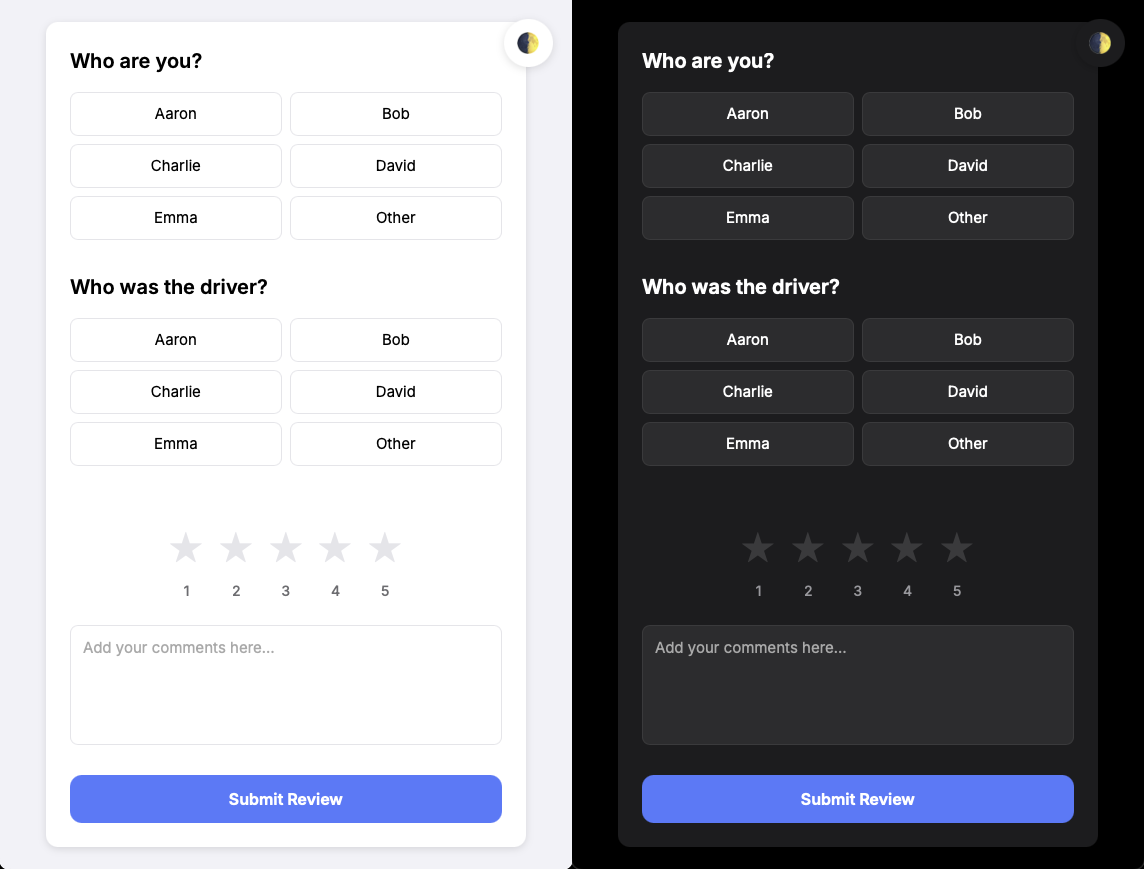 Who are you?
Aaron
Bob
Charlie
David
Emma
Other
Who was the driver?
Aaron
Bob
Charlie
David
Emma
Other
1 2 3 4 5
Add your comments here...
Submit Review
Who are you?
Aaron
Bob
Charlie
David
Emma
Other
Who was the driver?
Aaron
Bob
Charlie
David
Emma
Other
1 2 3 4 5
Add your comments here...
Submit Review